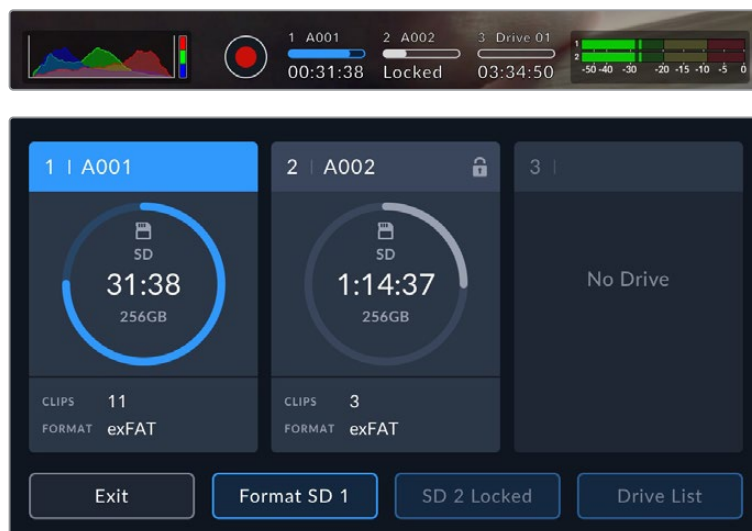 1 A001 2 A002 3 Drive 01
00:31:38 Locked 03:34:50
1
2
-50 -40 -30 -20 -15 -10 -5 0
1 | A001
SD
31:38
256GB
CLIPS 11
FORMAT exFAT
2 | A002
SD
1:14:37
256GB
CLIPS 3
FORMAT exFAT
3 |
No Drive
Exit
Format SD 1
SD 2 Locked
Drive List